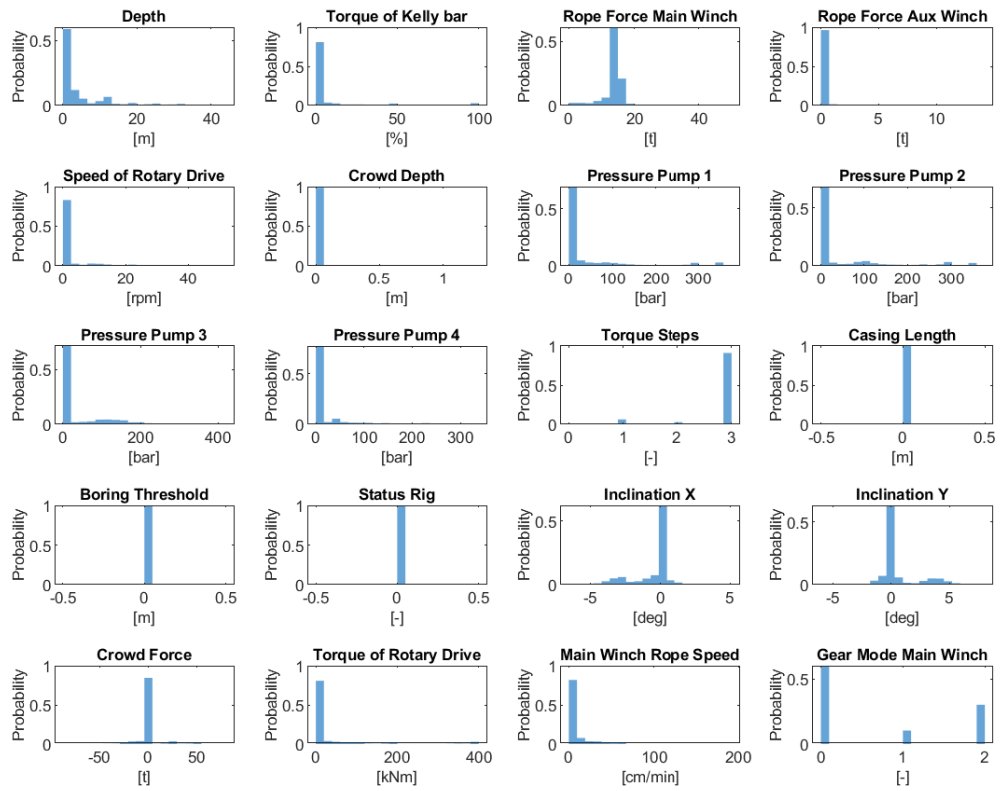 Depth
Probability
0.5
0
0 20 40
[m]
Torque of Kelly bar
Probability
1
0.5
0
0 50 100
[%]
Rope Force Main Winch
Probability
0.5
0
0 20 40
[t]
Rope Force Aux Winch
Probability
1
0.5
0
0 5 10
[t]
Speed of Rotary Drive
Probability
1
0.5
0
0 20 40
[rpm]
Crowd Depth
Probability
1
0.5
0
0 0.5 1
[m]
Pressure Pump 1
Probability
0.5
0
0 100 200 300
[bar]
Pressure Pump 2
Probability
0.5
0
0 100 200 300
[bar]
Pressure Pump 3
Probability
0.5
0
0 200 400
[bar]
Pressure Pump 4
Probability
0.5
0
0 100 200 300
[bar]
Torque Steps
Probability
1
0.5
0
0 1 2 3
[-]
Casing Length
Probability
1
0.5
0
-0.5 0 0.5
[m]
Boring Threshold
Probability
1
0.5
0
-0.5 0 0.5
[m]
Status Rig
Probability
1
0.5
0
-0.5 0 0.5
[-]
Inclination X
Probability
0.5
0
-5 0 5
[deg]
Inclination Y
Probability
0.5
0
-5 0 5
[deg]
Crowd Force
Probability
1
0.5
0
-50 0 50
[t]
Torque of Rotary Drive
Probability
1
0.5
0
0 200 400
[kNm]
Main Winch Rope Speed
Probability
1
0.5
0
0 100 200
[cm/min]
Gear Mode Main Winch
Probability
0.5
0
0 1 2
[-]